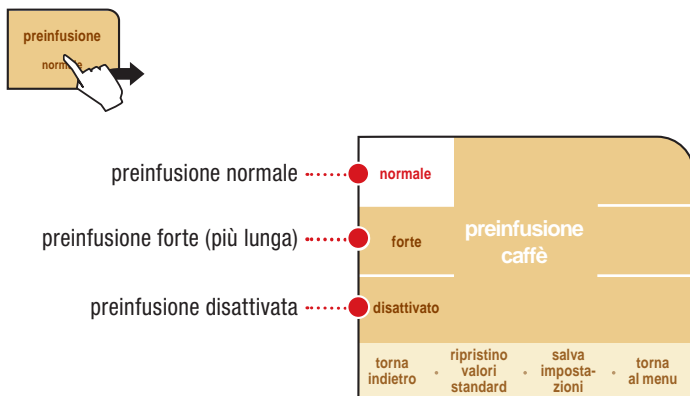 preinfusione
normale
preinfusione normale
normale
preinfusione forte (più lunga)
forte
preinfusione
caffè
preinfusione disattivata
disattivato
torna
indietro
ripristino
valori
standard
salva
imposta-
zioni
torna
al menu